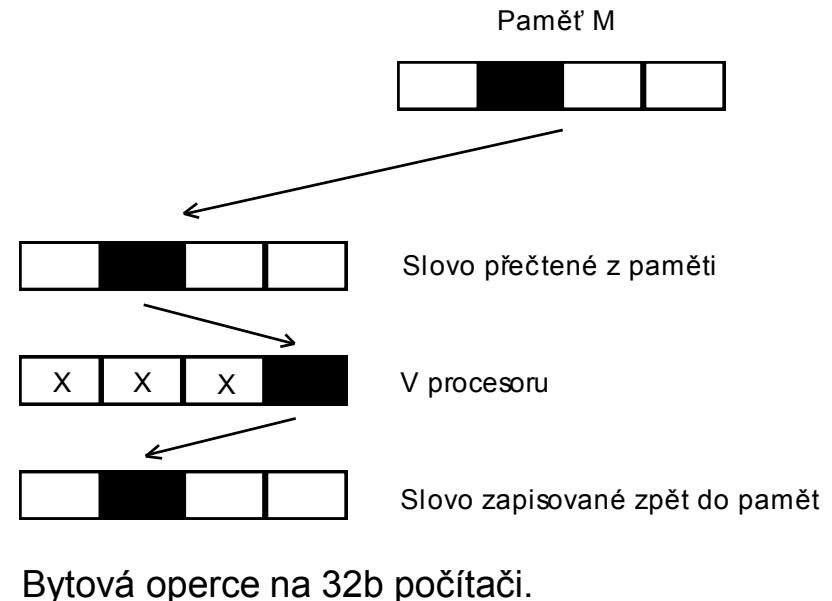 Paměť M
Slovo přečtené z paměti
X X X
V procesoru
Slovo zapisované zpět do pamět
Bytová operce na 32b počítači.